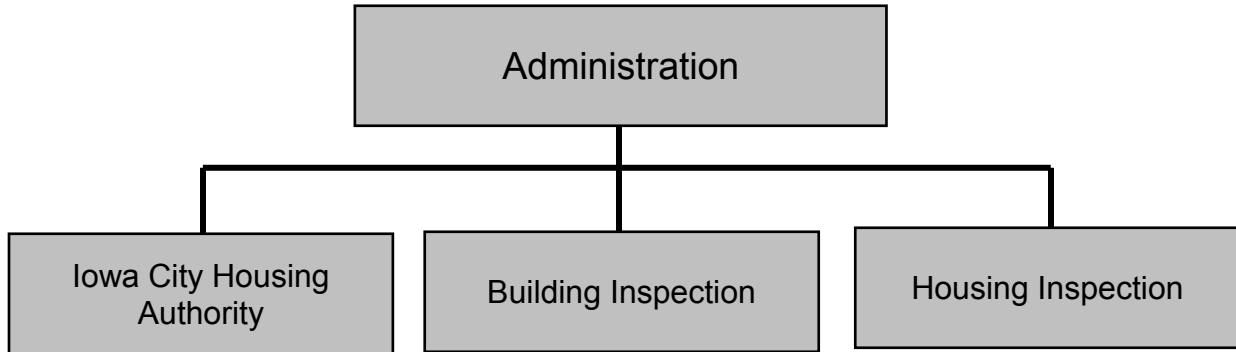 Administration
Iowa City Housing
Authority
Building Inspection
Housing Inspection